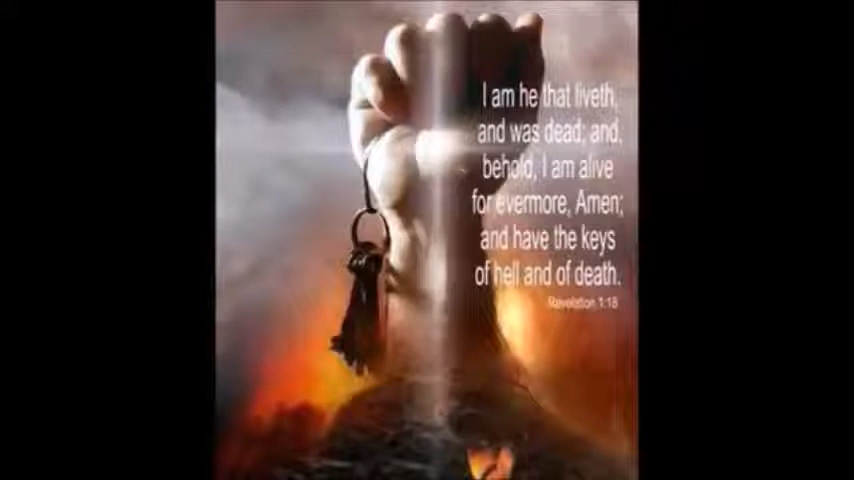 I am he that liveth,
and was dead; and,
behold, I am alive
for evermore, Amen;
and have the keys
of hell and of death.
Revelation 1:18